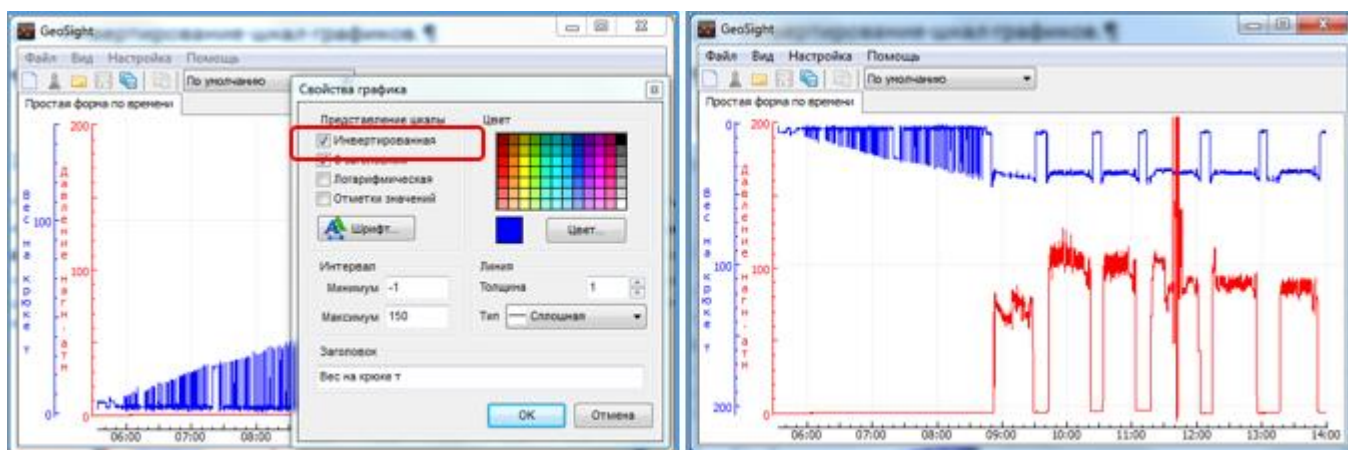 GeoSight
Файл Вид Настройка Помощь
По умолчанию
Простая форма по времени
Вес на крюке т
100
0
Давление нагн. атм
200
100
0
06:00 07:00 08:00
Свойства графика
Представление шкалы
Инвертированная
В заголовке
Логарифмическая
Отметки значений
Шрифт...
Цвет
Цвет...
Интервал
Минимум -1
Максимум 150
Линия
Толщина 1
Тип Сплошная
Заголовок
Вес на крюке т
OK Отмена
GeoSight
Файл Вид Настройка Помощь
По умолчанию
Простая форма по времени
Вес на крюке т
0
100
200
Давление нагн. атм
200
100
0
06:00 07:00 08:00 09:00 10:00 11:00 12:00 13:00 14:00